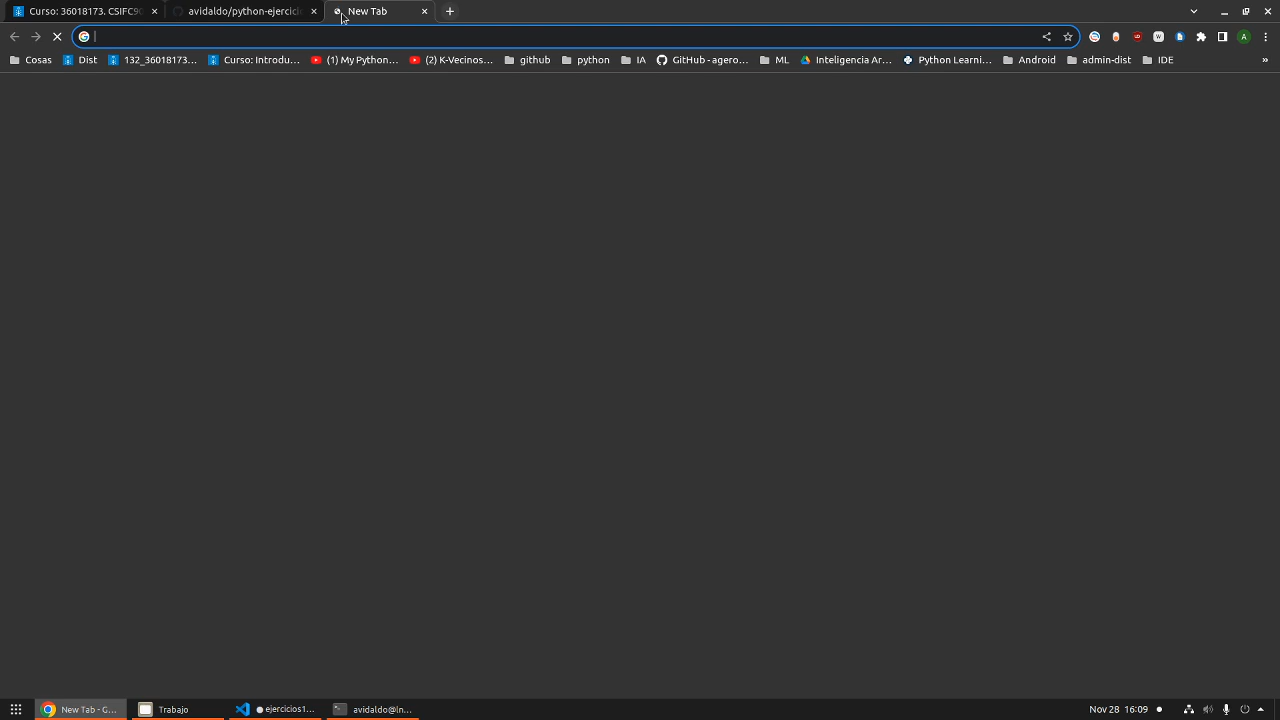 Curso: 36018173. CSIFC90
avidaldo/python-ejercicio
New Tab
Cosas
Dist
132_36018173...
Curso: Introdu...
(1) My Python...
(2) K-Vecinos...
github
python
IA
GitHub - agero...
ML
Inteligencia Ar...
Python Learni...
Android
admin-dist
IDE
»
New Tab - G...
Trabajo
ejercicios1...
avidaldo@ln...
Nov 28 16:09